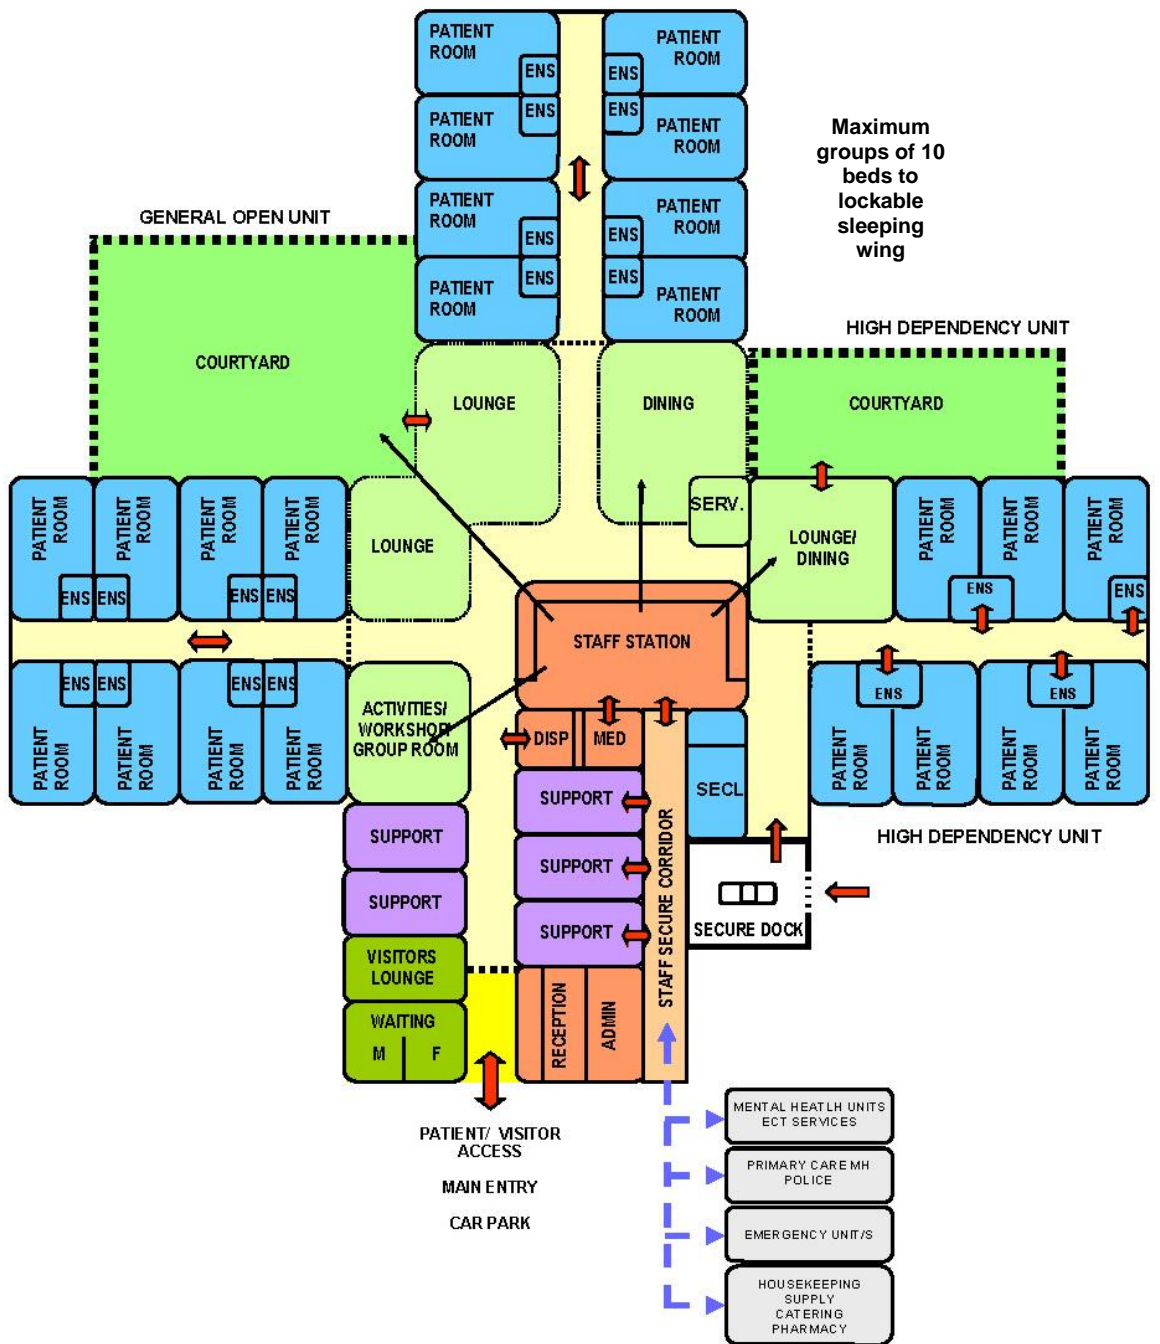 PATIENT
ROOM
ENS
PATIENT
ROOM
ENS
PATIENT
ROOM
ENS
PATIENT
ROOM
ENS
Maximum
groups of 10
beds to
lockable
sleeping
wing
PATIENT
ROOM
ENS
PATIENT
ROOM
ENS
PATIENT
ROOM
ENS
PATIENT
ROOM
ENS
GENERAL OPEN UNIT
COURTYARD
LOUNGE
DINING
HIGH DEPENDENCY UNIT
COURTYARD
PATIENT
ROOM
ENS
PATIENT
ROOM
ENS
PATIENT
ROOM
ENS
PATIENT
ROOM
ENS
LOUNGE
SERV.
LOUNGE/
DINING
PATIENT
ROOM
PATIENT
ROOM
ENS
PATIENT
ROOM
ENS
STAFF STATION
ENS
PATIENT
ROOM
ENS
PATIENT
ROOM
ENS
PATIENT
ROOM
ENS
PATIENT
ROOM
ACTIVITIES/
WORKSHOP/
GROUP ROOM
DISP
MED
ENS
PATIENT
ROOM
PATIENT
ROOM
ENS
PATIENT
ROOM
PATIENT
ROOM
SUPPORT
SECL
HIGH DEPENDENCY UNIT
SUPPORT
SUPPORT
SUPPORT
SUPPORT
STAFF SECURE CORRIDOR
SECURE DOCK
VISITORS
LOUNGE
WAITING
M
F
RECEPTION
ADMIN
PATIENT/ VISITOR
ACCESS
MAIN ENTRY
CAR PARK
MENTAL HEATLH UNITS
ECT SERVICES
PRIMARY CARE MH
POLICE
EMERGENCY UNIT/S
HOUSEKEEPING
SUPPLY
CATERING
PHARMACY